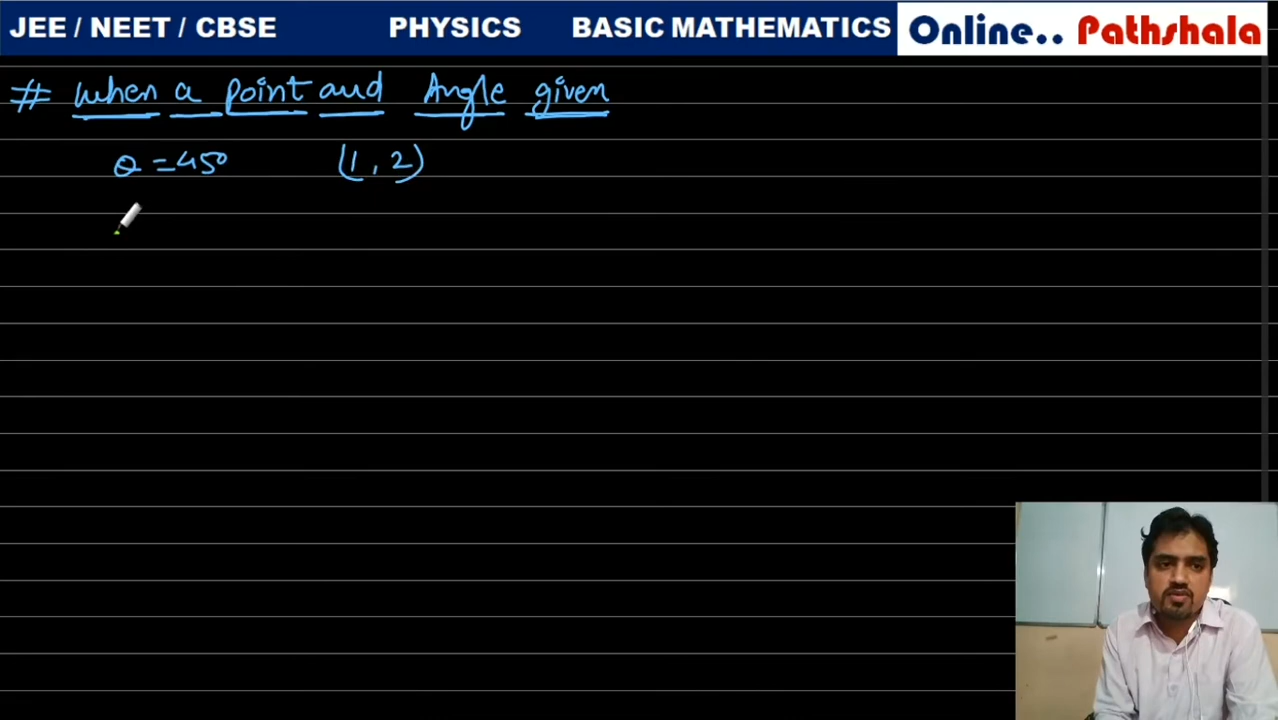 JEE / NEET / CBSE PHYSICS BASIC MATHEMATICS Online.. Pathshala
# when a point and Angle given
θ = 45° (1, 2)